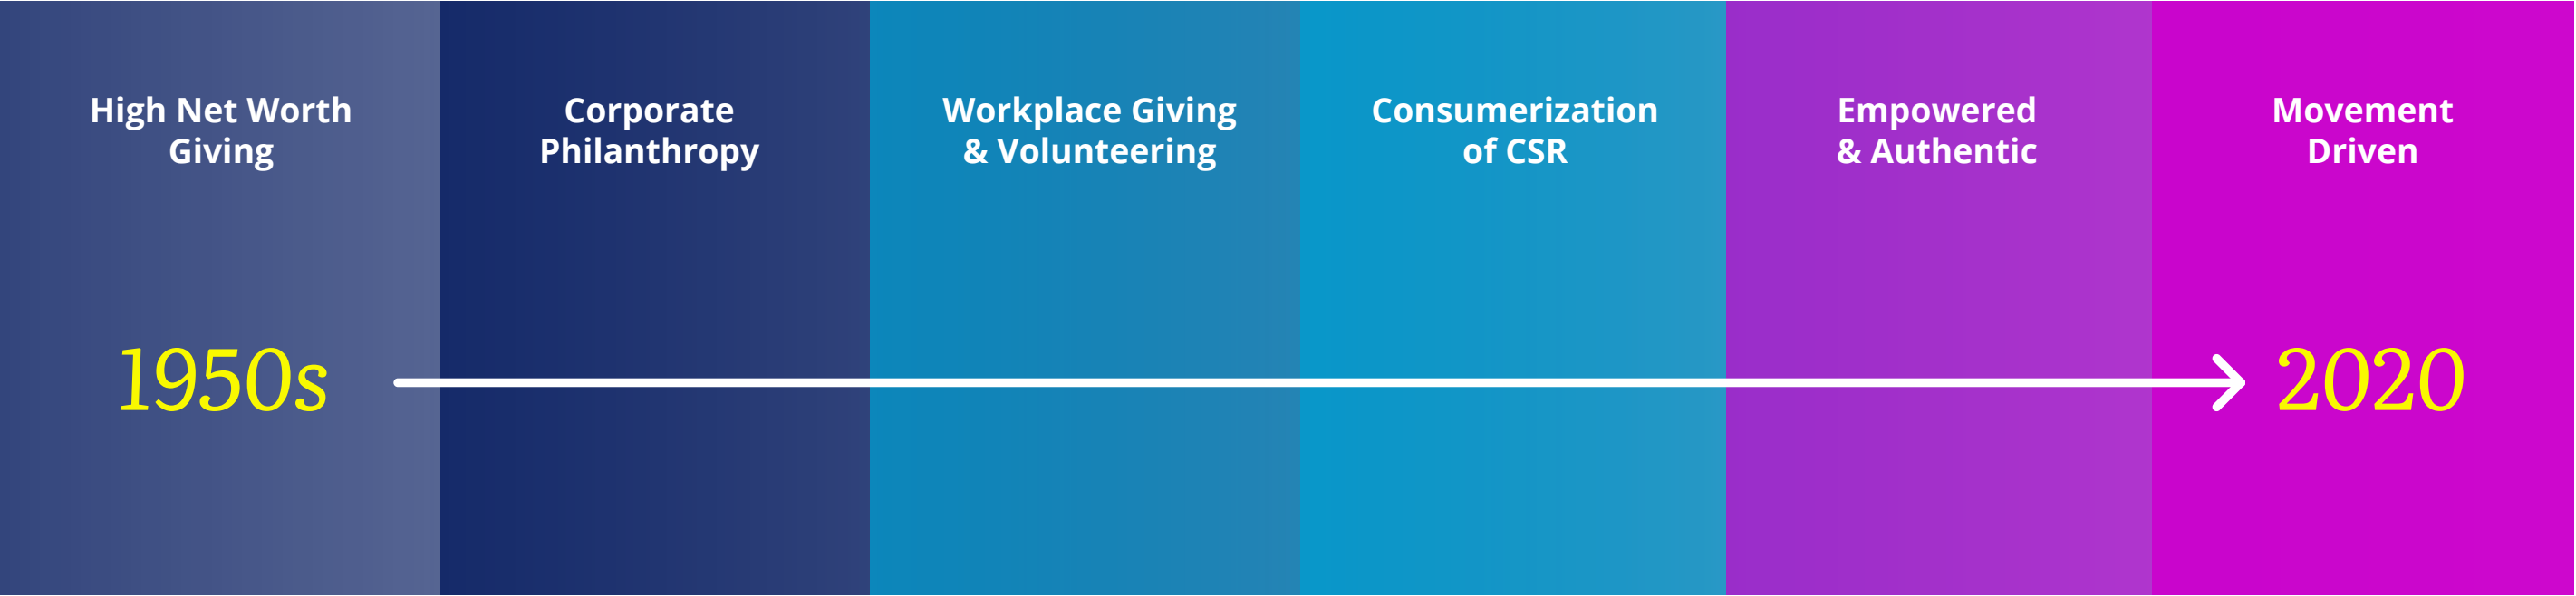 High Net Worth
Giving
Corporate
Philanthropy
Workplace Giving
& Volunteering
Consumerization
of CSR
Empowered
& Authentic
Movement
Driven
1950s
2020